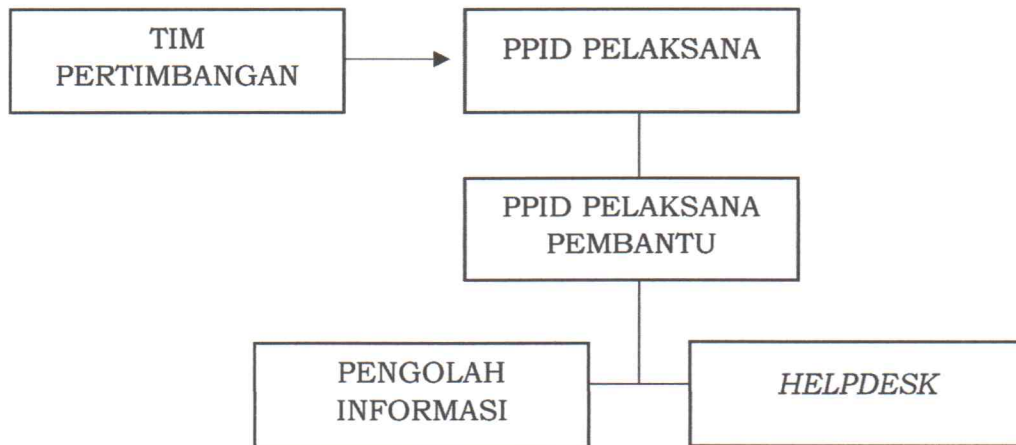 TIM
PERTIMBANGAN
PPID PELAKSANA
PPID PELAKSANA
PEMBANTU
PENGOLAH
INFORMASI
HELPDESK